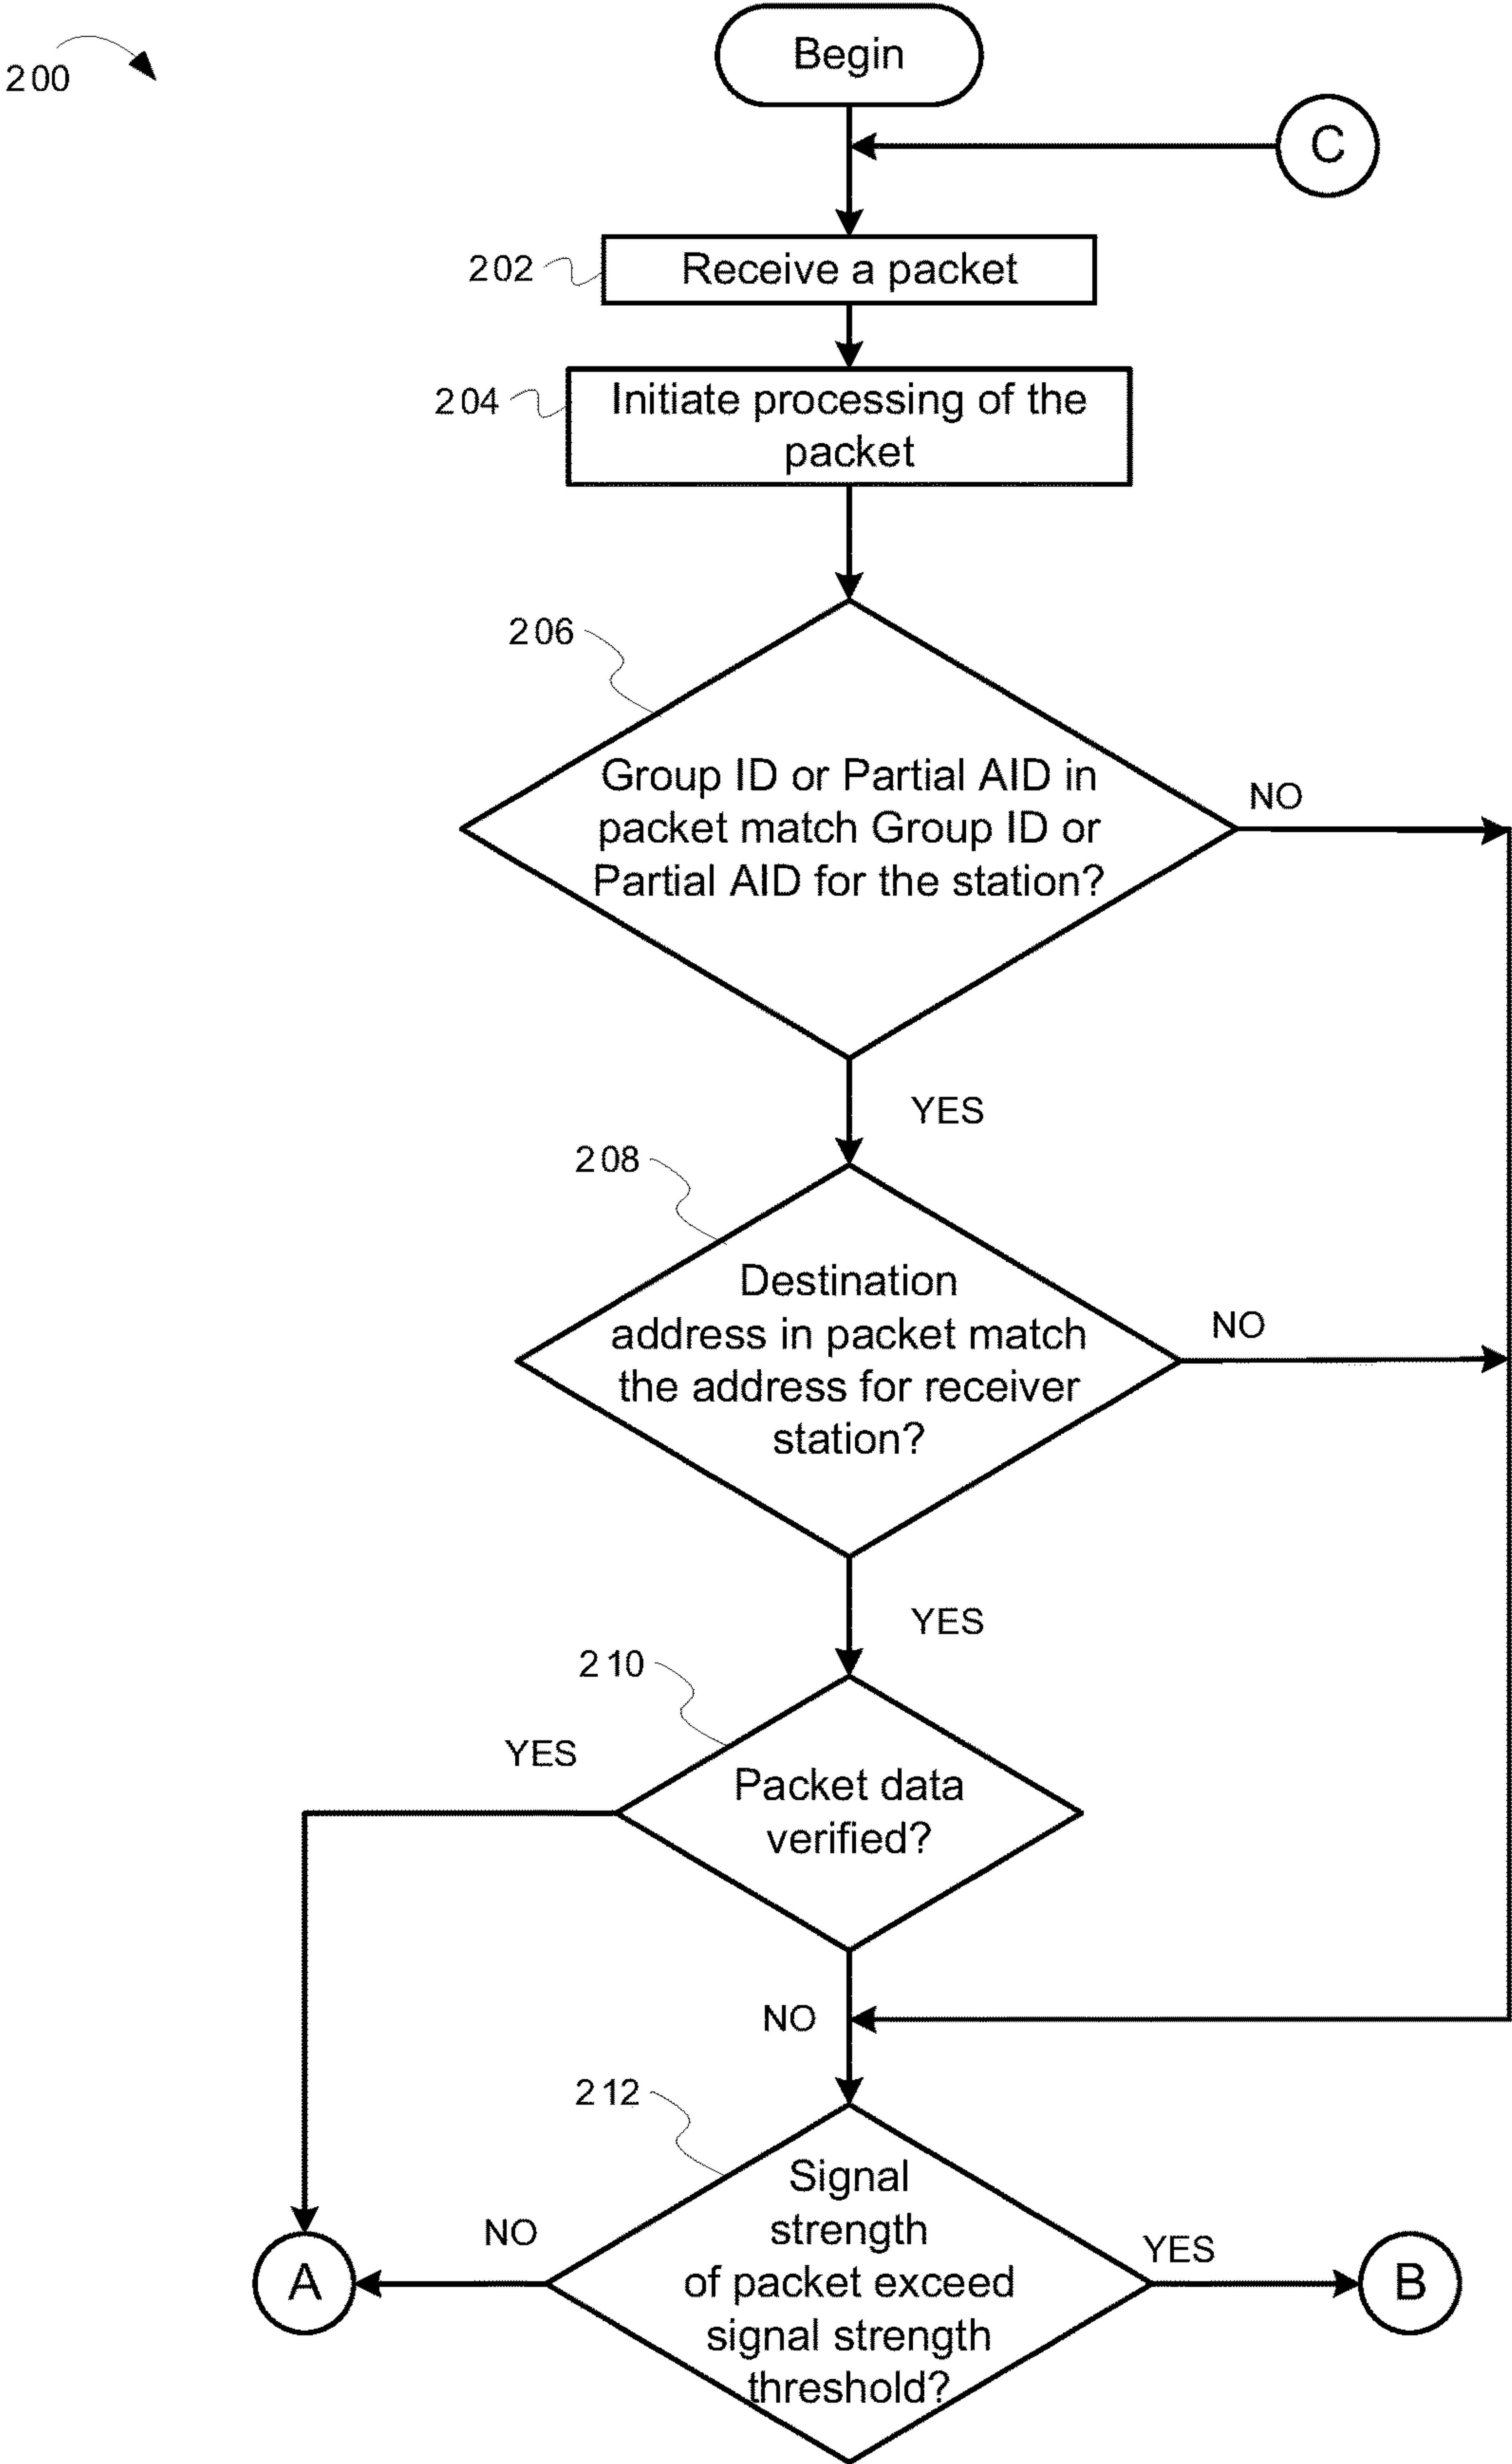 200
Begin
C
202
Receive a packet
204
Initiate processing of the
packet
206
Group ID or Partial AID in
packet match Group ID or
Partial AID for the station?
NO
YES
208
Destination
address in packet match
the address for receiver
station?
NO
YES
210
YES
Packet data
verified?
NO
212
Signal
strength
of packet exceed
signal strength
threshold?
NO
YES
A
B